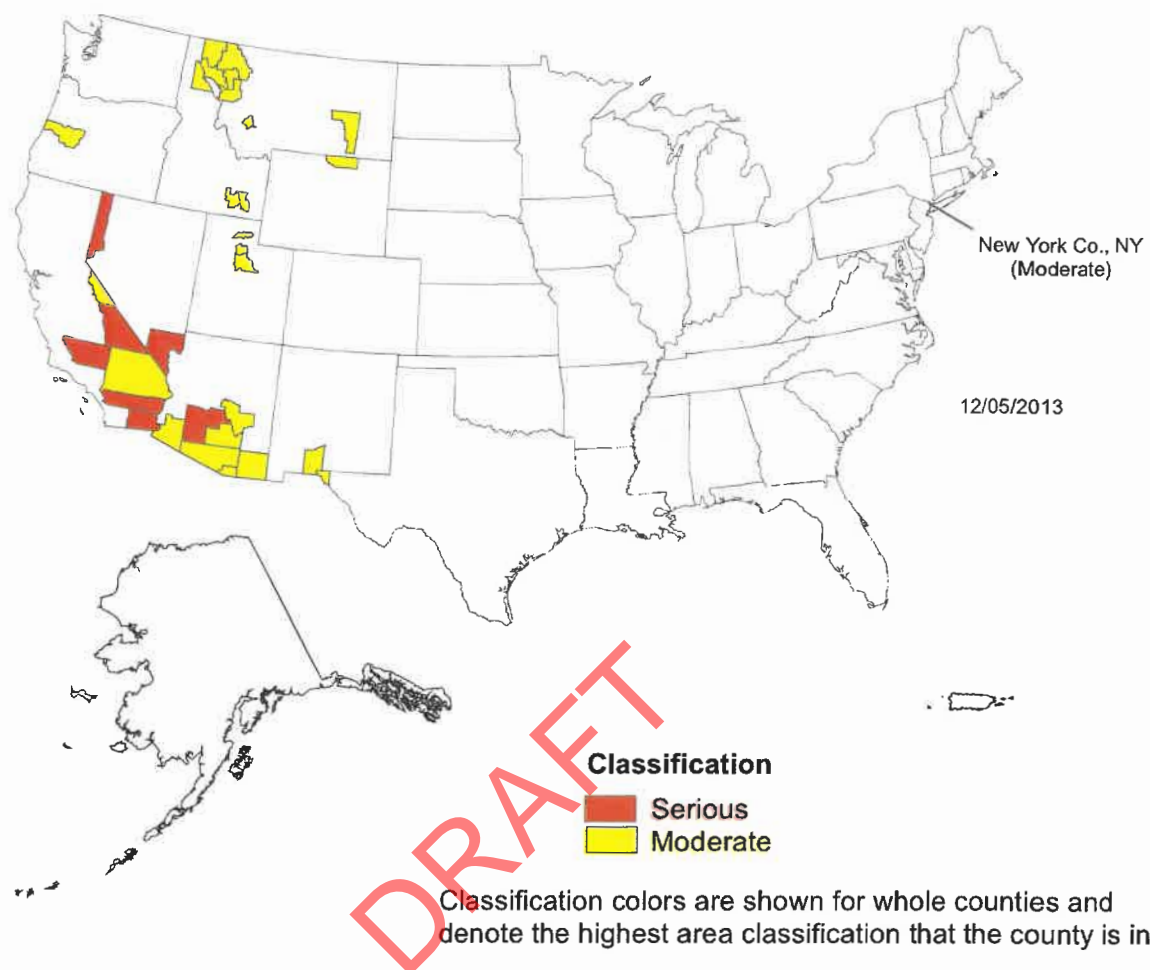 New York Co., NY
(Moderate)
12/05/2013
DRAFT
Classification
Serious
Moderate
Classification colors are shown for whole counties and
denote the highest area classification that the county is in